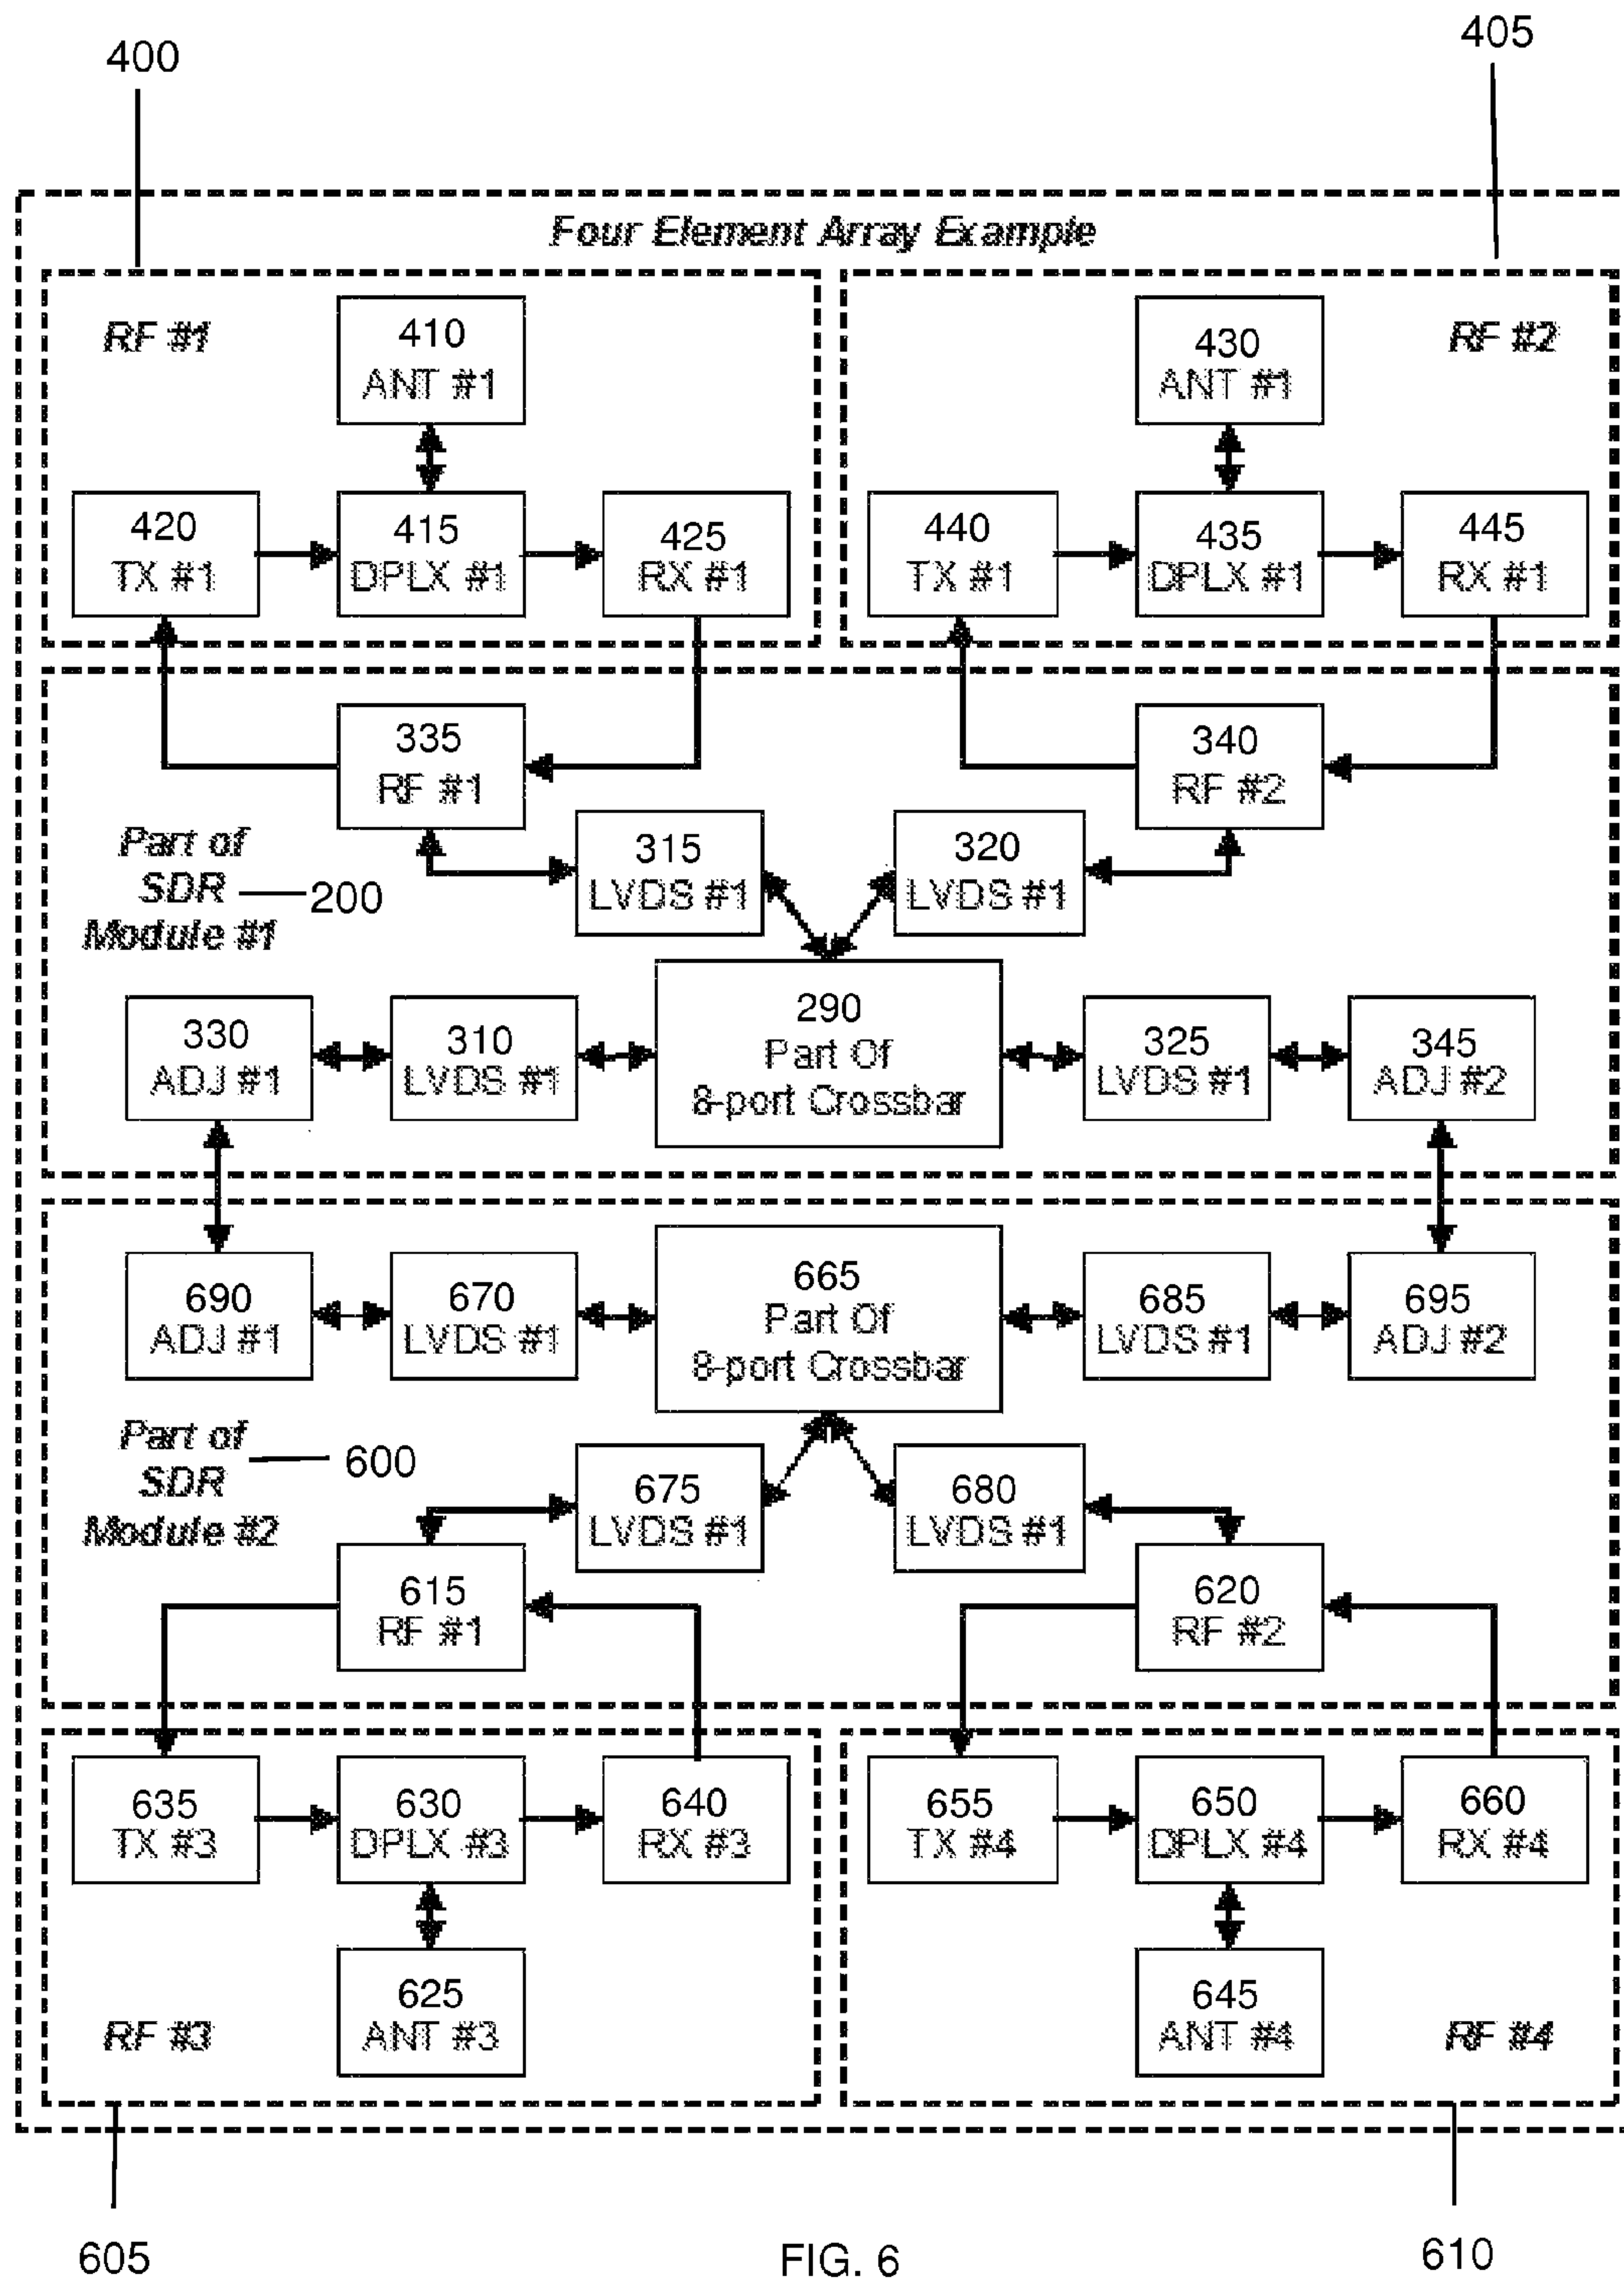 400
405
Four Element Array Example
RF #1
410
ANT #1
430
ANT #1
RF #2
420
TX #1
415
DPLX #1
425
RX #1
440
TX #1
435
DPLX #1
445
RX #1
335
RF #1
340
RF #2
Part of
SDR
Module #1
200
315
LVDS #1
320
LVDS #1
330
ADJ #1
310
LVDS #1
290
Part Of
8-port Crossbar
325
LVDS #1
345
ADJ #2
690
ADJ #1
670
LVDS #1
665
Part Of
8-port Crossbar
685
LVDS #1
695
ADJ #2
Part of
SDR
Module #2
600
675
LVDS #1
680
LVDS #1
615
RF #1
620
RF #2
635
TX #3
630
DPLX #3
640
RX #3
655
TX #4
650
DPLX #4
660
RX #4
RF #3
625
ANT #3
645
ANT #4
RF #4
605
FIG. 6
610